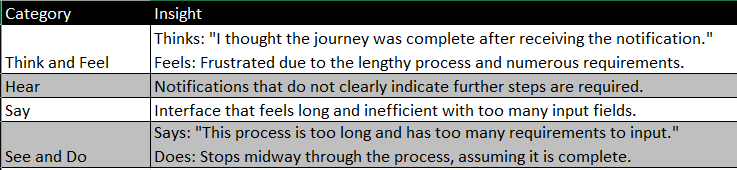 Category Insight
Thinks: "I thought the journey was complete after receiving the notification."
Think and Feel Feels: Frustrated due to the lengthy process and numerous requirements.
Hear Notifications that do not clearly indicate further steps are required.
Say Interface that feels long and inefficient with too many input fields.
Says: "This process is too long and has too many requirements to input."
See and Do Does: Stops midway through the process, assuming it is complete.